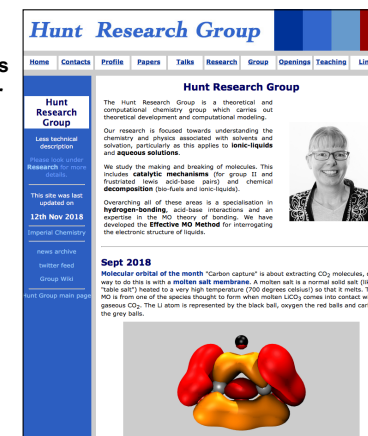 Hunt Research Group
Home Contacts Profile Papers Talks Research Group Openings Teaching
Hunt
Research
Group
Less technical
description
Please look under
Research for more
details.
This site was last
updated on
12th Nov 2018
Imperial Chemistry
news archive
twitter feed
Group Wiki
Hunt Group main page
Hunt Research Group
The Hunt Research Group is a theoretical and
computational chemistry group which carries out
theoretical development and computational modeling.
Our research is focused towards understanding the
chemistry and physics associated with solvents and
solvation, particularly as this applies to ionic-liquids
and aqueous solutions.
We study the making and breaking of molecules. This
includes catalytic mechanisms (for group II and
frustrated lewis acid-base pairs) and chemical
decomposition (bio-fuels and ionic-liquids).
Overarching all of these areas is a specialisation in
hydrogen-bonding, acid-base interactions and an
expertise in the MO theory of bonding. We have
developed the Effective MO Method for interrogating
the electronic structure of liquids.
Sept 2018
Molecular orbital of the month "Carbon capture" is about extracting CO2 molecules,
way to do this is with a molten salt membrane. A molten salt is a normal solid salt
"table salt") heated to a very high temperature (700 degrees celsius!) so that it melts.
MO is from one of the species thought to form when molten LiCO3 comes into contact
gaseous CO2. The Li atom is represented by the black ball, oxygen the red balls and
the grey balls.